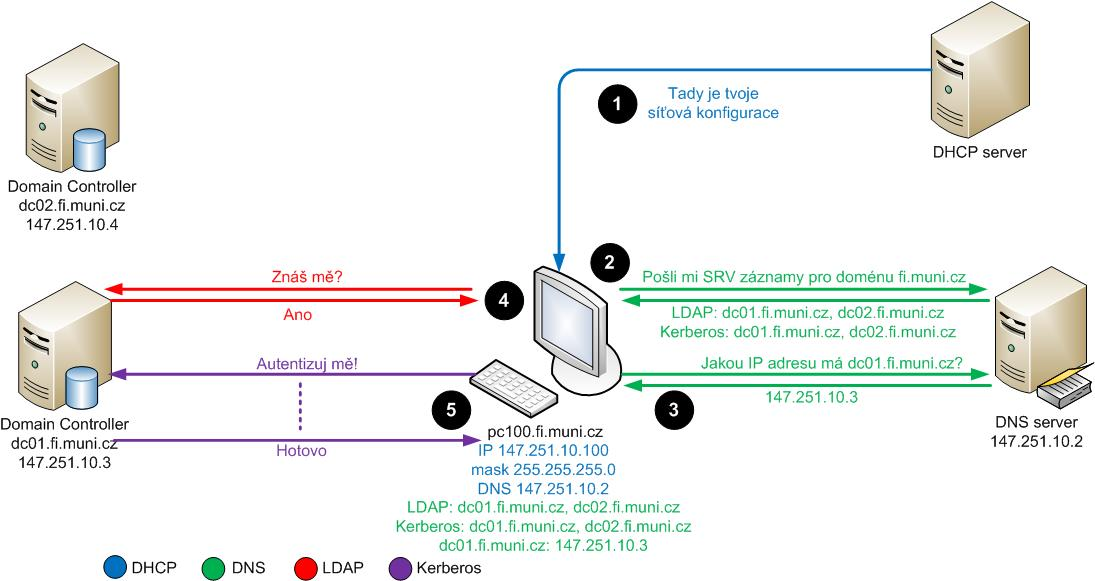 1
Tady je tvoje
síťová konfigurace
DHCP server
Domain Controller
dc02.fi.muni.cz
147.251.10.4
2
Pošli mi SRV záznamy pro doménu fi.muni.cz
LDAP: dc01.fi.muni.cz, dc02.fi.muni.cz
Kerberos: dc01.fi.muni.cz, dc02.fi.muni.cz
Znáš mě?
4
Ano
Jakou IP adresu má dc01.fi.muni.cz?
3
147.251.10.3
DNS server
147.251.10.2
Autentizuj mě!
5
Hotovo
Domain Controller
dc01.fi.muni.cz
147.251.10.3
pc100.fi.muni.cz
IP 147.251.10.100
mask 255.255.255.0
DNS 147.251.10.2
LDAP: dc01.fi.muni.cz, dc02.fi.muni.cz
Kerberos: dc01.fi.muni.cz, dc02.fi.muni.cz
dc01.fi.muni.cz: 147.251.10.3
DHCP
DNS
LDAP
Kerberos